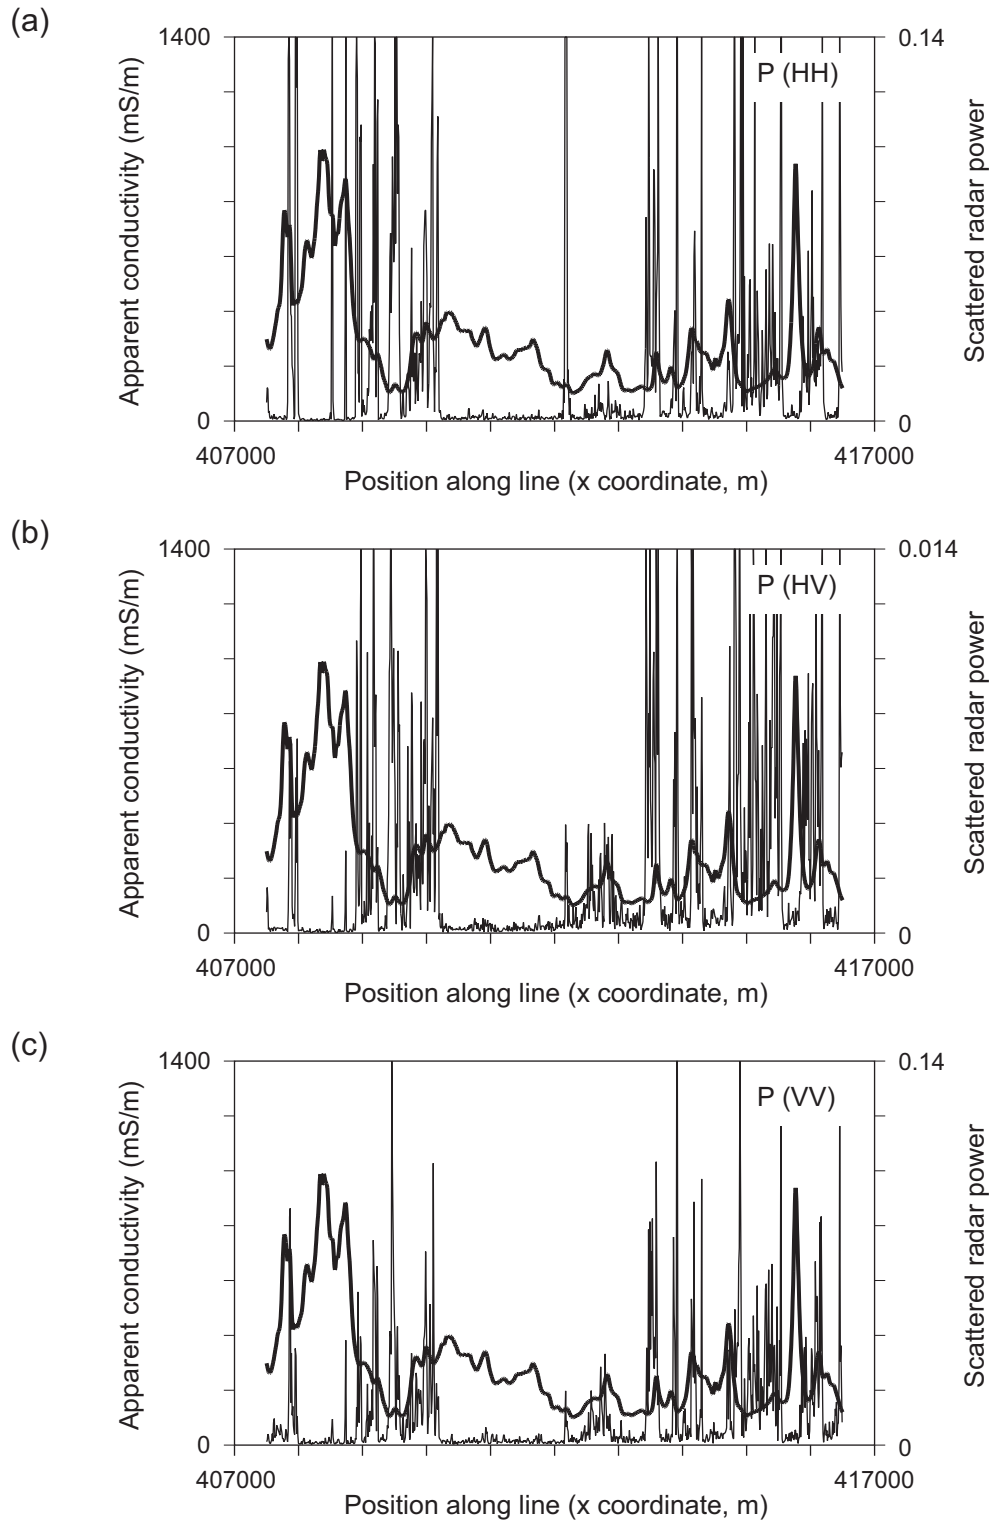 (a)
1400
0.14
P (HH)
Apparent conductivity (mS/m)
Scattered radar power
0
0
407000
417000
Position along line (x coordinate, m)
(b)
1400
0.014
P (HV)
Apparent conductivity (mS/m)
Scattered radar power
0
0
407000
417000
Position along line (x coordinate, m)
(c)
1400
0.14
P (VV)
Apparent conductivity (mS/m)
Scattered radar power
0
0
407000
417000
Position along line (x coordinate, m)